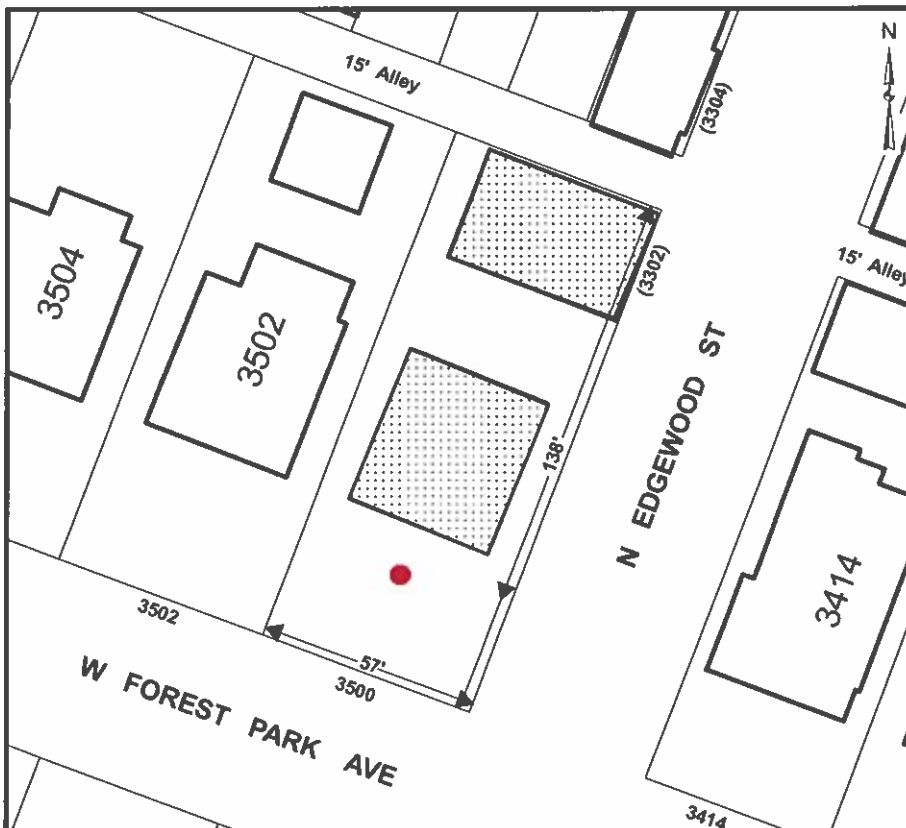 N
15' Alley
(3304)
3504
3502
(3302)
15' Alley
138'
N EDGEWOOD ST
3414
3502
57'
3500
W FOREST PARK AVE
3414